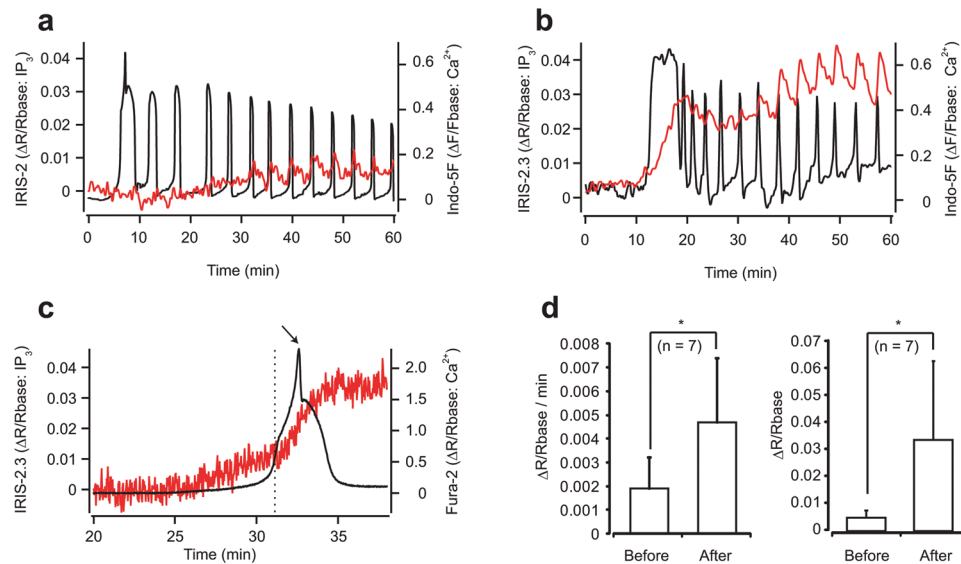 a
IRIS-2 (ΔR/Rbase: IP3)
0.04
0.03
0.02
0.01
0
0.6
0.4
0.2
0
Indo-5F (ΔF/Fbase: Ca2+)
0 10 20 30 40 50 60
Time (min)
b
IRIS-2.3 (ΔR/Rbase: IP3)
0.04
0.03
0.02
0.01
0
0.6
0.4
0.2
0
Indo-5F (ΔF/Fbase: Ca2+)
0 10 20 30 40 50 60
Time (min)
c
IRIS-2.3 (ΔR/Rbase: IP3)
0.04
0.03
0.02
0.01
0
2.0
1.5
1.0
0.5
0
Fura-2 (ΔR/Rbase: Ca2+)
20 25 30 35
Time (min)
d
ΔR/Rbase / min
0.008
0.007
0.006
0.005
0.004
0.003
0.002
0.001
0
*
(n = 7)
Before After
ΔR/Rbase
0.07
0.06
0.04
0.03
0.01
0
*
(n = 7)
Before After